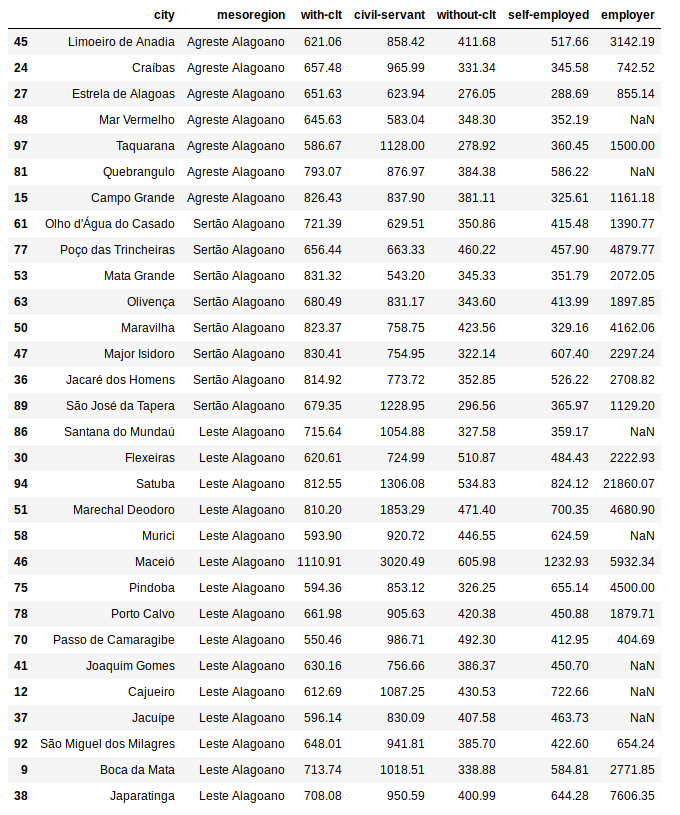 city mesoregion with-clt civil-servant without-clt self-employed employer
45 Limoeiro de Anadia Agreste Alagoano 621.06 858.42 411.68 517.66 3142.19
24 Craíbas Agreste Alagoano 657.48 965.99 331.34 345.58 742.52
27 Estrela de Alagoas Agreste Alagoano 651.63 623.94 276.05 288.69 855.14
48 Mar Vermelho Agreste Alagoano 645.63 583.04 348.30 352.19 NaN
97 Taquarana Agreste Alagoano 586.67 1128.00 278.92 360.45 1500.00
81 Quebrangulo Agreste Alagoano 793.07 876.97 384.38 586.22 NaN
15 Campo Grande Agreste Alagoano 826.43 837.90 381.11 325.61 1161.18
61 Olho d'Água do Casado Sertão Alagoano 721.39 629.51 350.86 415.48 1390.77
77 Poço das Trincheiras Sertão Alagoano 656.44 663.33 460.22 457.90 4879.77
53 Mata Grande Sertão Alagoano 831.32 543.20 345.33 351.79 2072.05
63 Olivença Sertão Alagoano 680.49 831.17 343.60 413.99 1897.85
50 Maravilha Sertão Alagoano 823.37 758.75 423.56 329.16 4162.06
47 Major Isidoro Sertão Alagoano 830.41 754.95 322.14 607.40 2297.24
36 Jacaré dos Homens Sertão Alagoano 814.92 773.72 352.85 526.22 2708.82
89 São José da Tapera Sertão Alagoano 679.35 1228.95 296.56 365.97 1129.20
86 Santana do Mundaú Leste Alagoano 715.64 1054.88 327.58 359.17 NaN
30 Flexeiras Leste Alagoano 620.61 724.99 510.87 484.43 2222.93
94 Satuba Leste Alagoano 812.55 1306.08 534.83 824.12 21860.07
51 Marechal Deodoro Leste Alagoano 810.20 1853.29 471.40 700.35 4680.90
58 Murici Leste Alagoano 593.90 920.72 446.55 624.59 NaN
46 Maceió Leste Alagoano 1110.91 3020.49 605.98 1232.93 5932.34
75 Pindoba Leste Alagoano 594.36 853.12 326.25 655.14 4500.00
78 Porto Calvo Leste Alagoano 661.98 905.63 420.38 450.88 1879.71
70 Passo de Camaragibe Leste Alagoano 550.46 986.71 492.30 412.95 404.69
41 Joaquim Gomes Leste Alagoano 630.16 756.66 386.37 450.70 NaN
12 Cajueiro Leste Alagoano 612.69 1087.25 430.53 722.66 NaN
37 Jacuípe Leste Alagoano 596.14 830.09 407.58 463.73 NaN
92 São Miguel dos Milagres Leste Alagoano 648.01 941.81 385.70 422.60 654.24
9 Boca da Mata Leste Alagoano 713.74 1018.51 338.88 584.81 2771.85
38 Japaratinga Leste Alagoano 708.08 950.59 400.99 644.28 7606.35